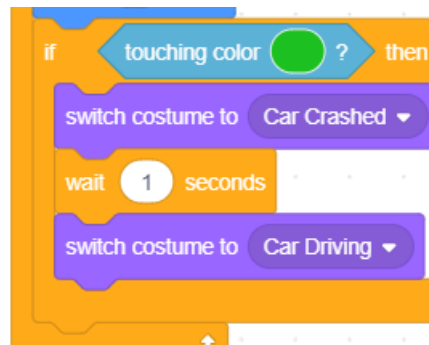 if touching color ? then
switch costume to Car Crashed
wait 1 seconds
switch costume to Car Driving